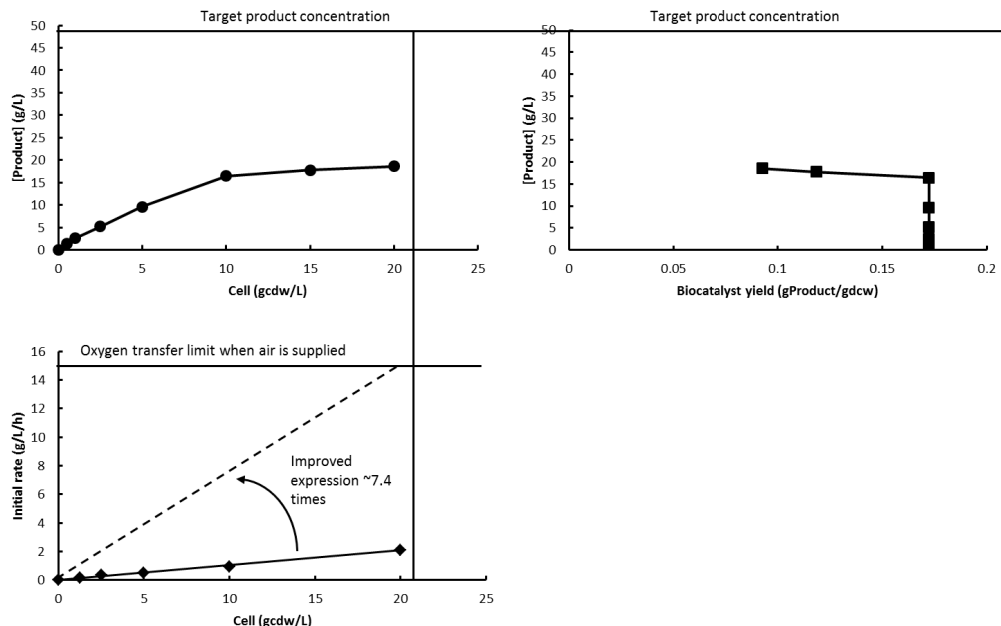 Target product concentration
50
45
40
35
30
25
20
15
10
5
0
[Product] (g/L)
0 5 10 15 20 25
Cell (gcdw/L)
Target product concentration
50
45
40
35
30
25
20
15
10
5
0
[Product] (g/L)
0 0.05 0.1 0.15 0.2
Biocatalyst yield (gProduct/gdcw)
Oxygen transfer limit when air is supplied
16
14
12
10
8
6
4
2
0
Initial rate (g/L/h)
Improved
expression ~7.4
times
0 5 10 15 20 25
Cell (gcdw/L)